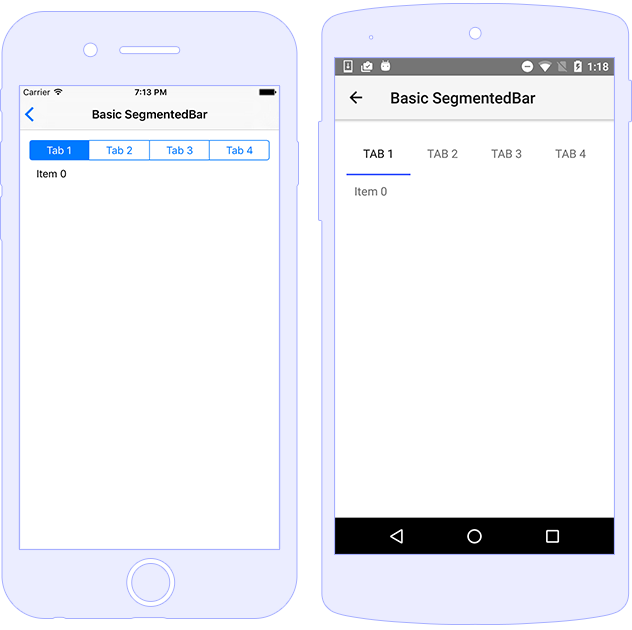 Carrier 7:13 PM
Basic SegmentedBar
Tab 1 Tab 2 Tab 3 Tab 4
Item 0
1:18
Basic SegmentedBar
TAB 1 TAB 2 TAB 3 TAB 4
Item 0